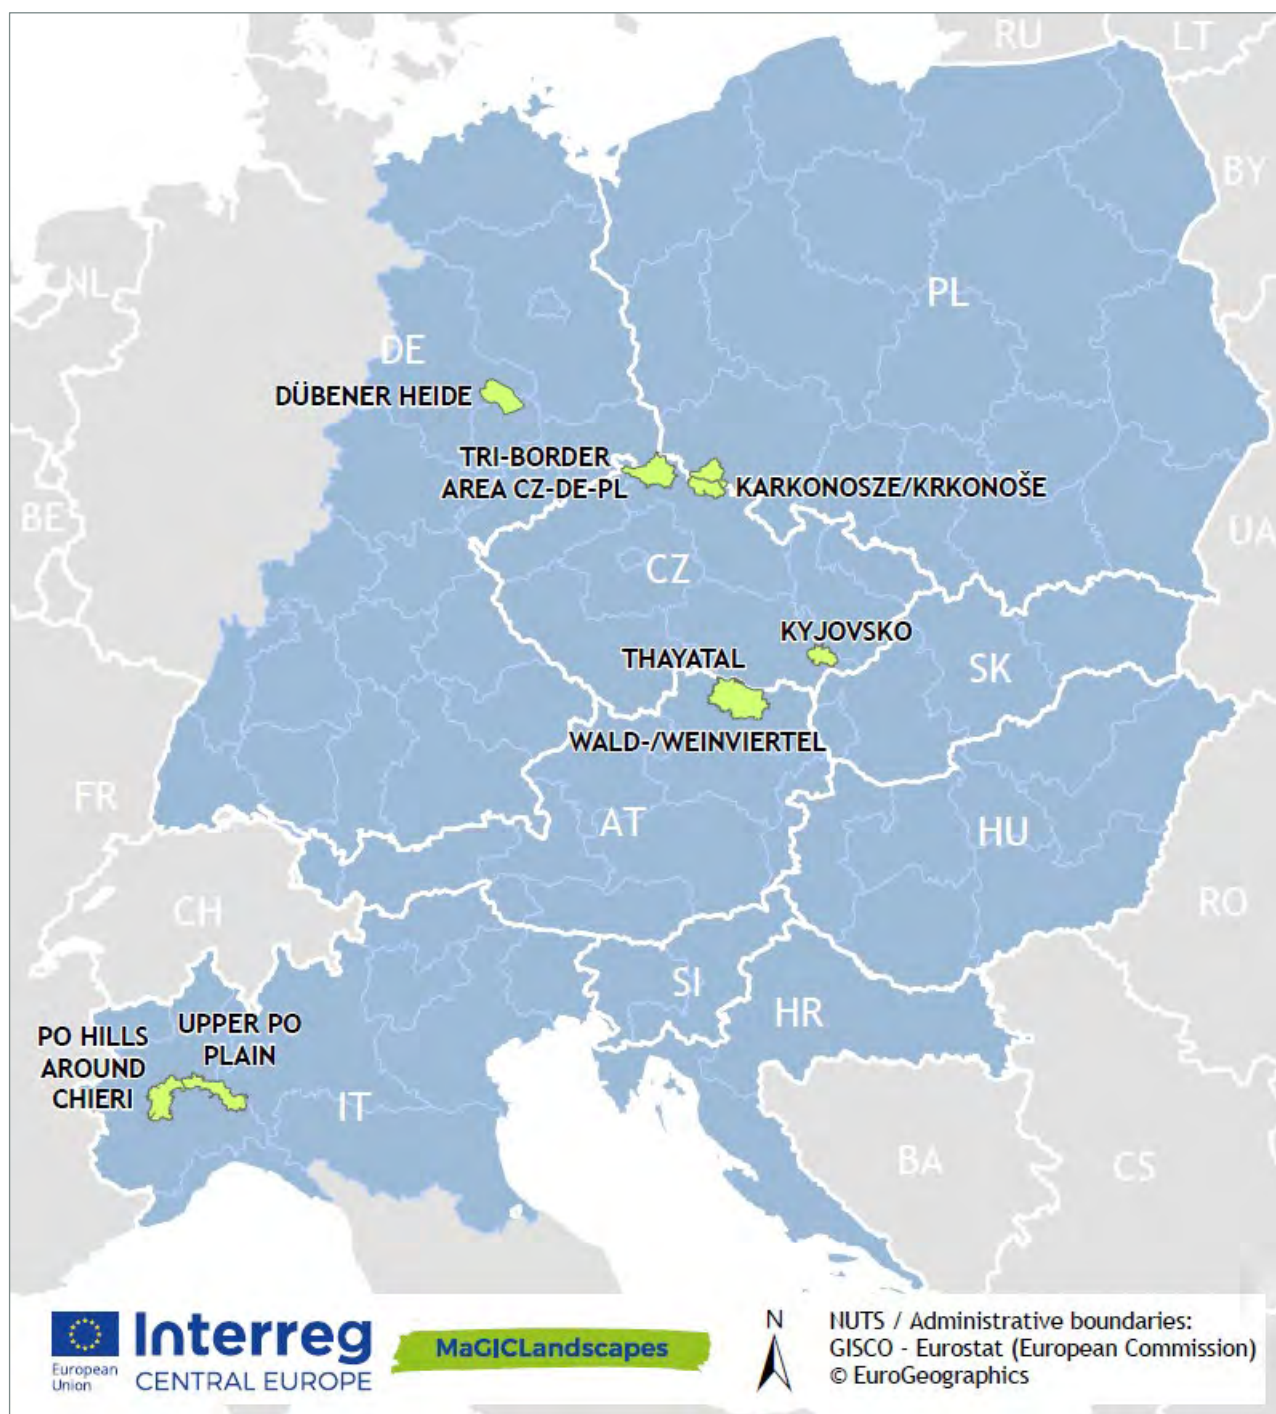 RU
LT
BY
NL
PL
DE
DÜBENER HEIDE
TRI-BORDER
AREA CZ-DE-PL
KARKONOSZE/KRKONOŠE
BE
UA
CZ
KYJOVSKO
THAYATAL
SK
WALD-/WEINVIERTEL
FR
AT
HU
CH
RO
SI
HR
PO HILLS
AROUND
CHIERI
UPPER PO
PLAIN
IT
BA
CS
European
Union
Interreg
CENTRAL EUROPE
MaGICLandscapes
N
NUTS / Administrative boundaries:
GISCO - Eurostat (European Commission)
© EuroGeographics